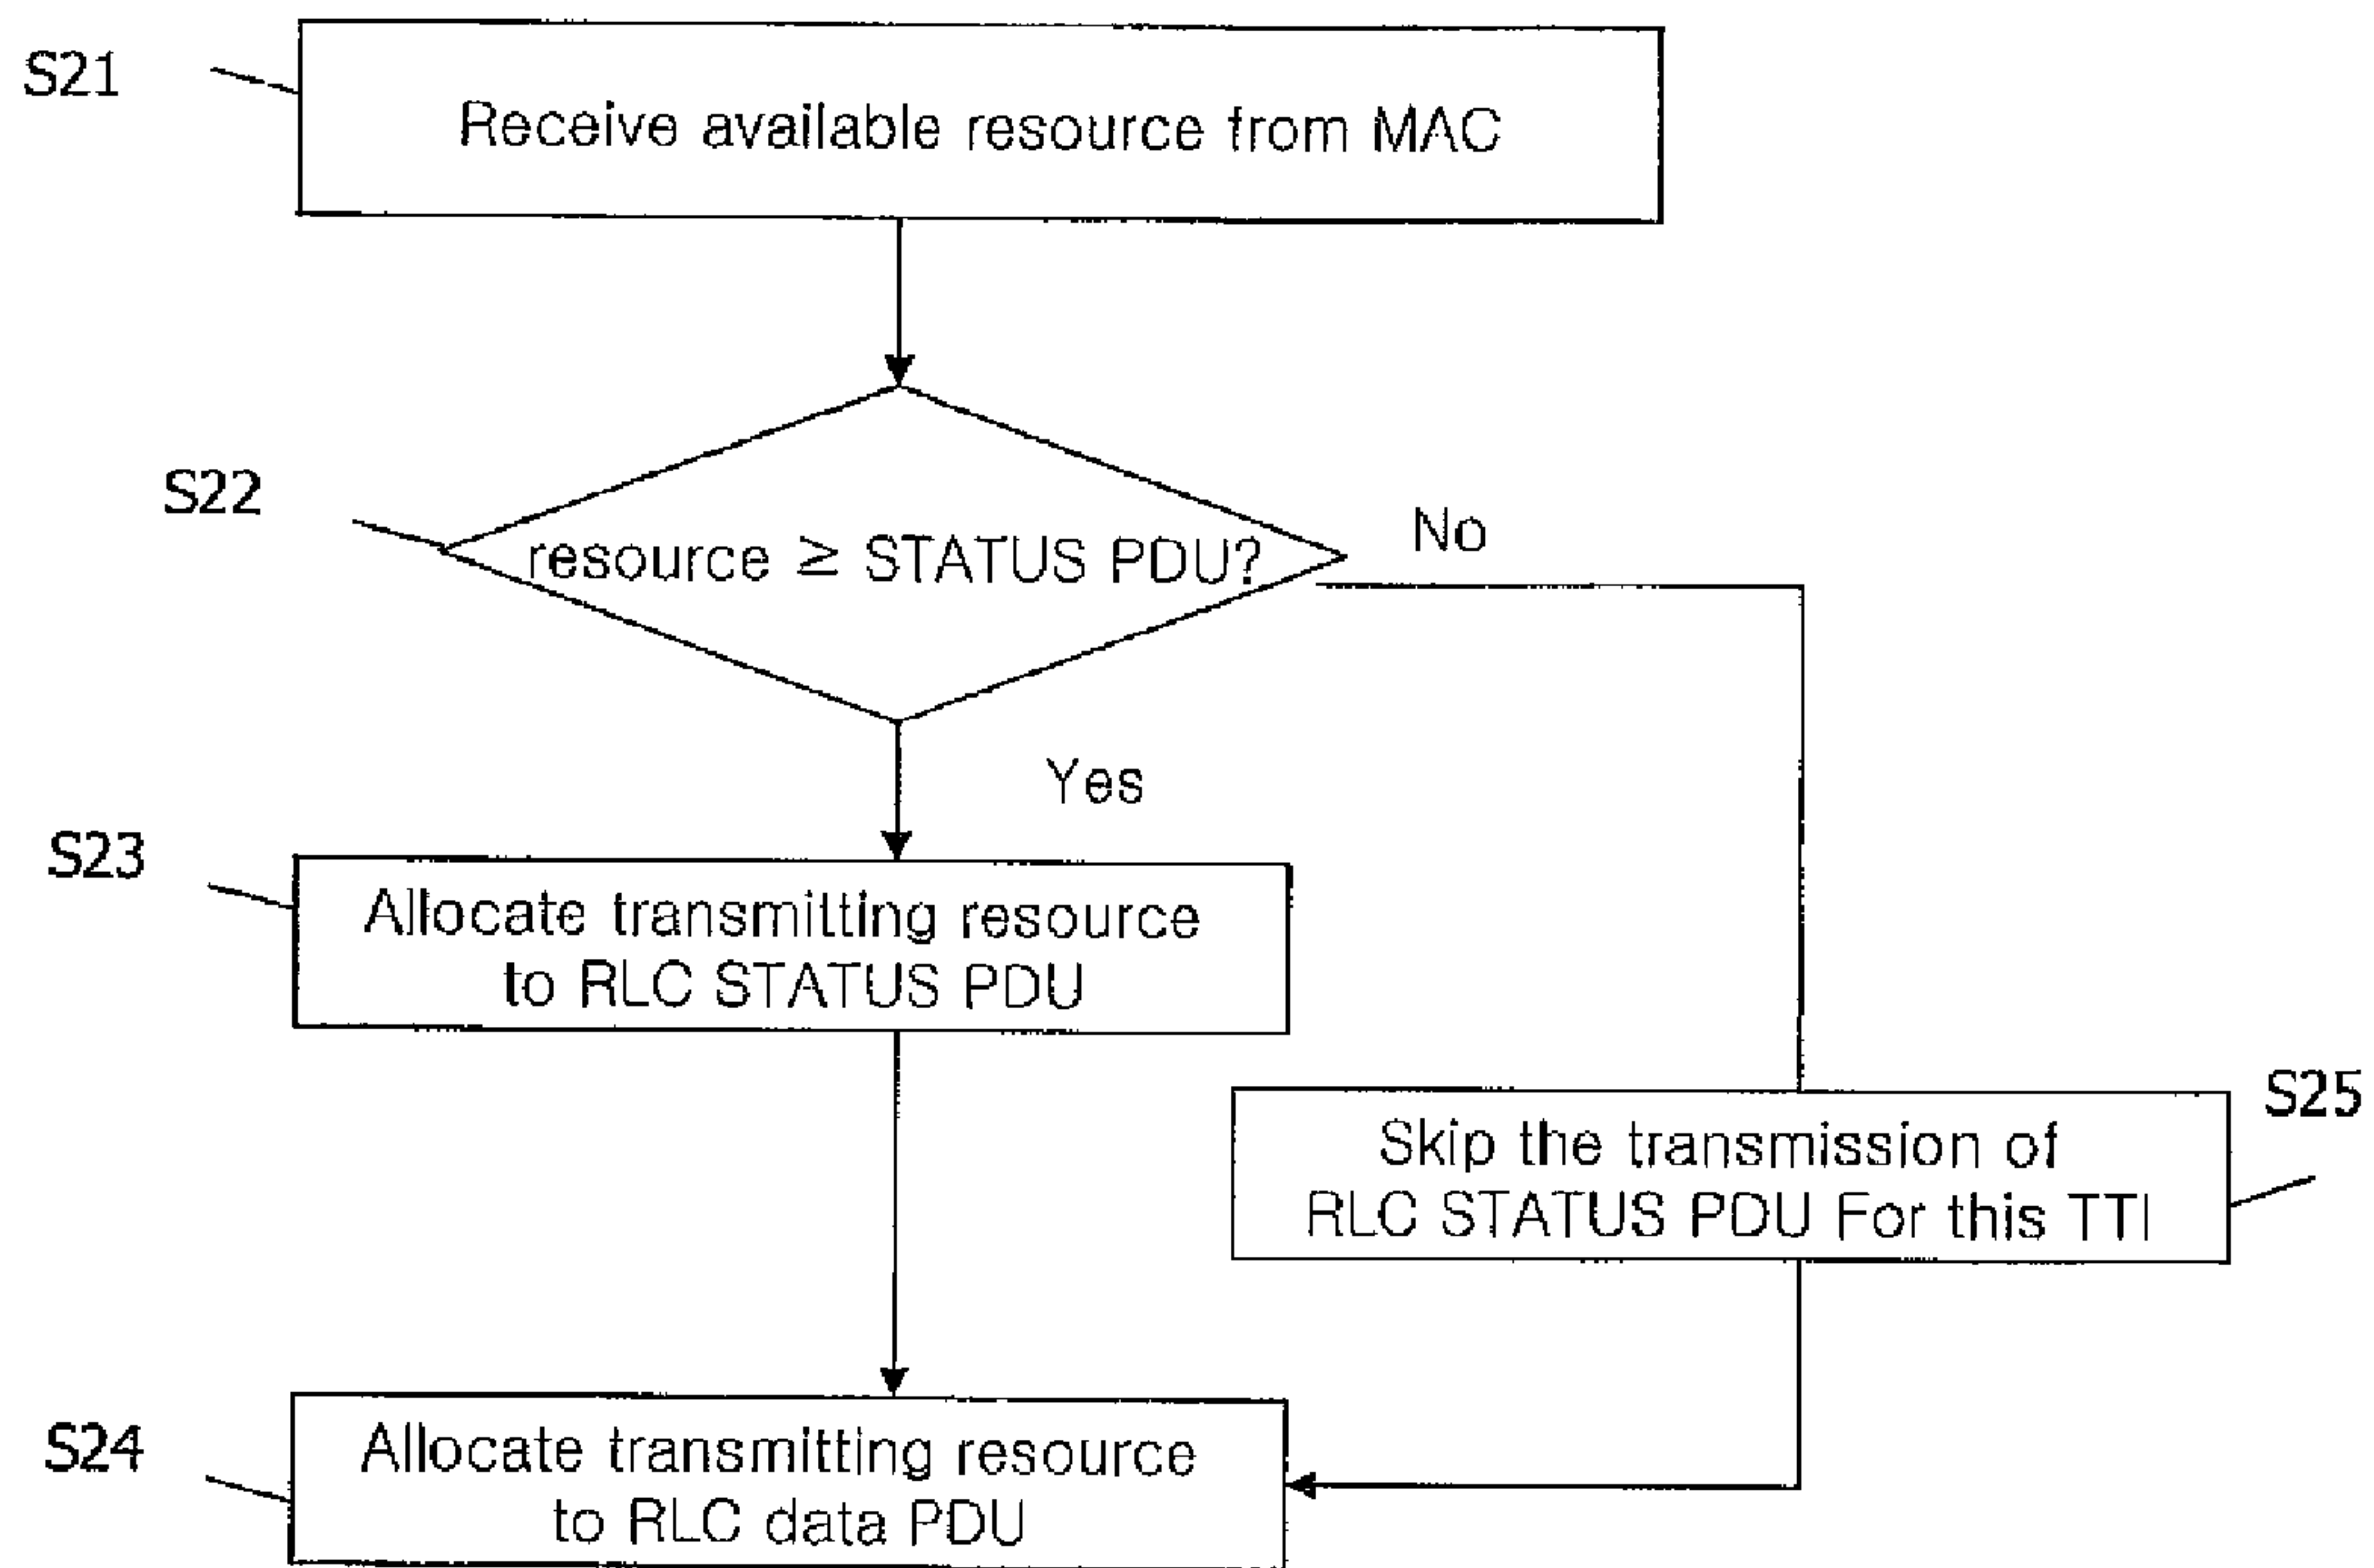 S21
Receive available resource from MAC
S22
resource ≥ STATUS PDU?
No
Yes
S23
Allocate transmitting resource
to RLC STATUS PDU
S25
Skip the transmission of
RLC STATUS PDU For this TTI
S24
Allocate transmitting resource
to RLC data PDU